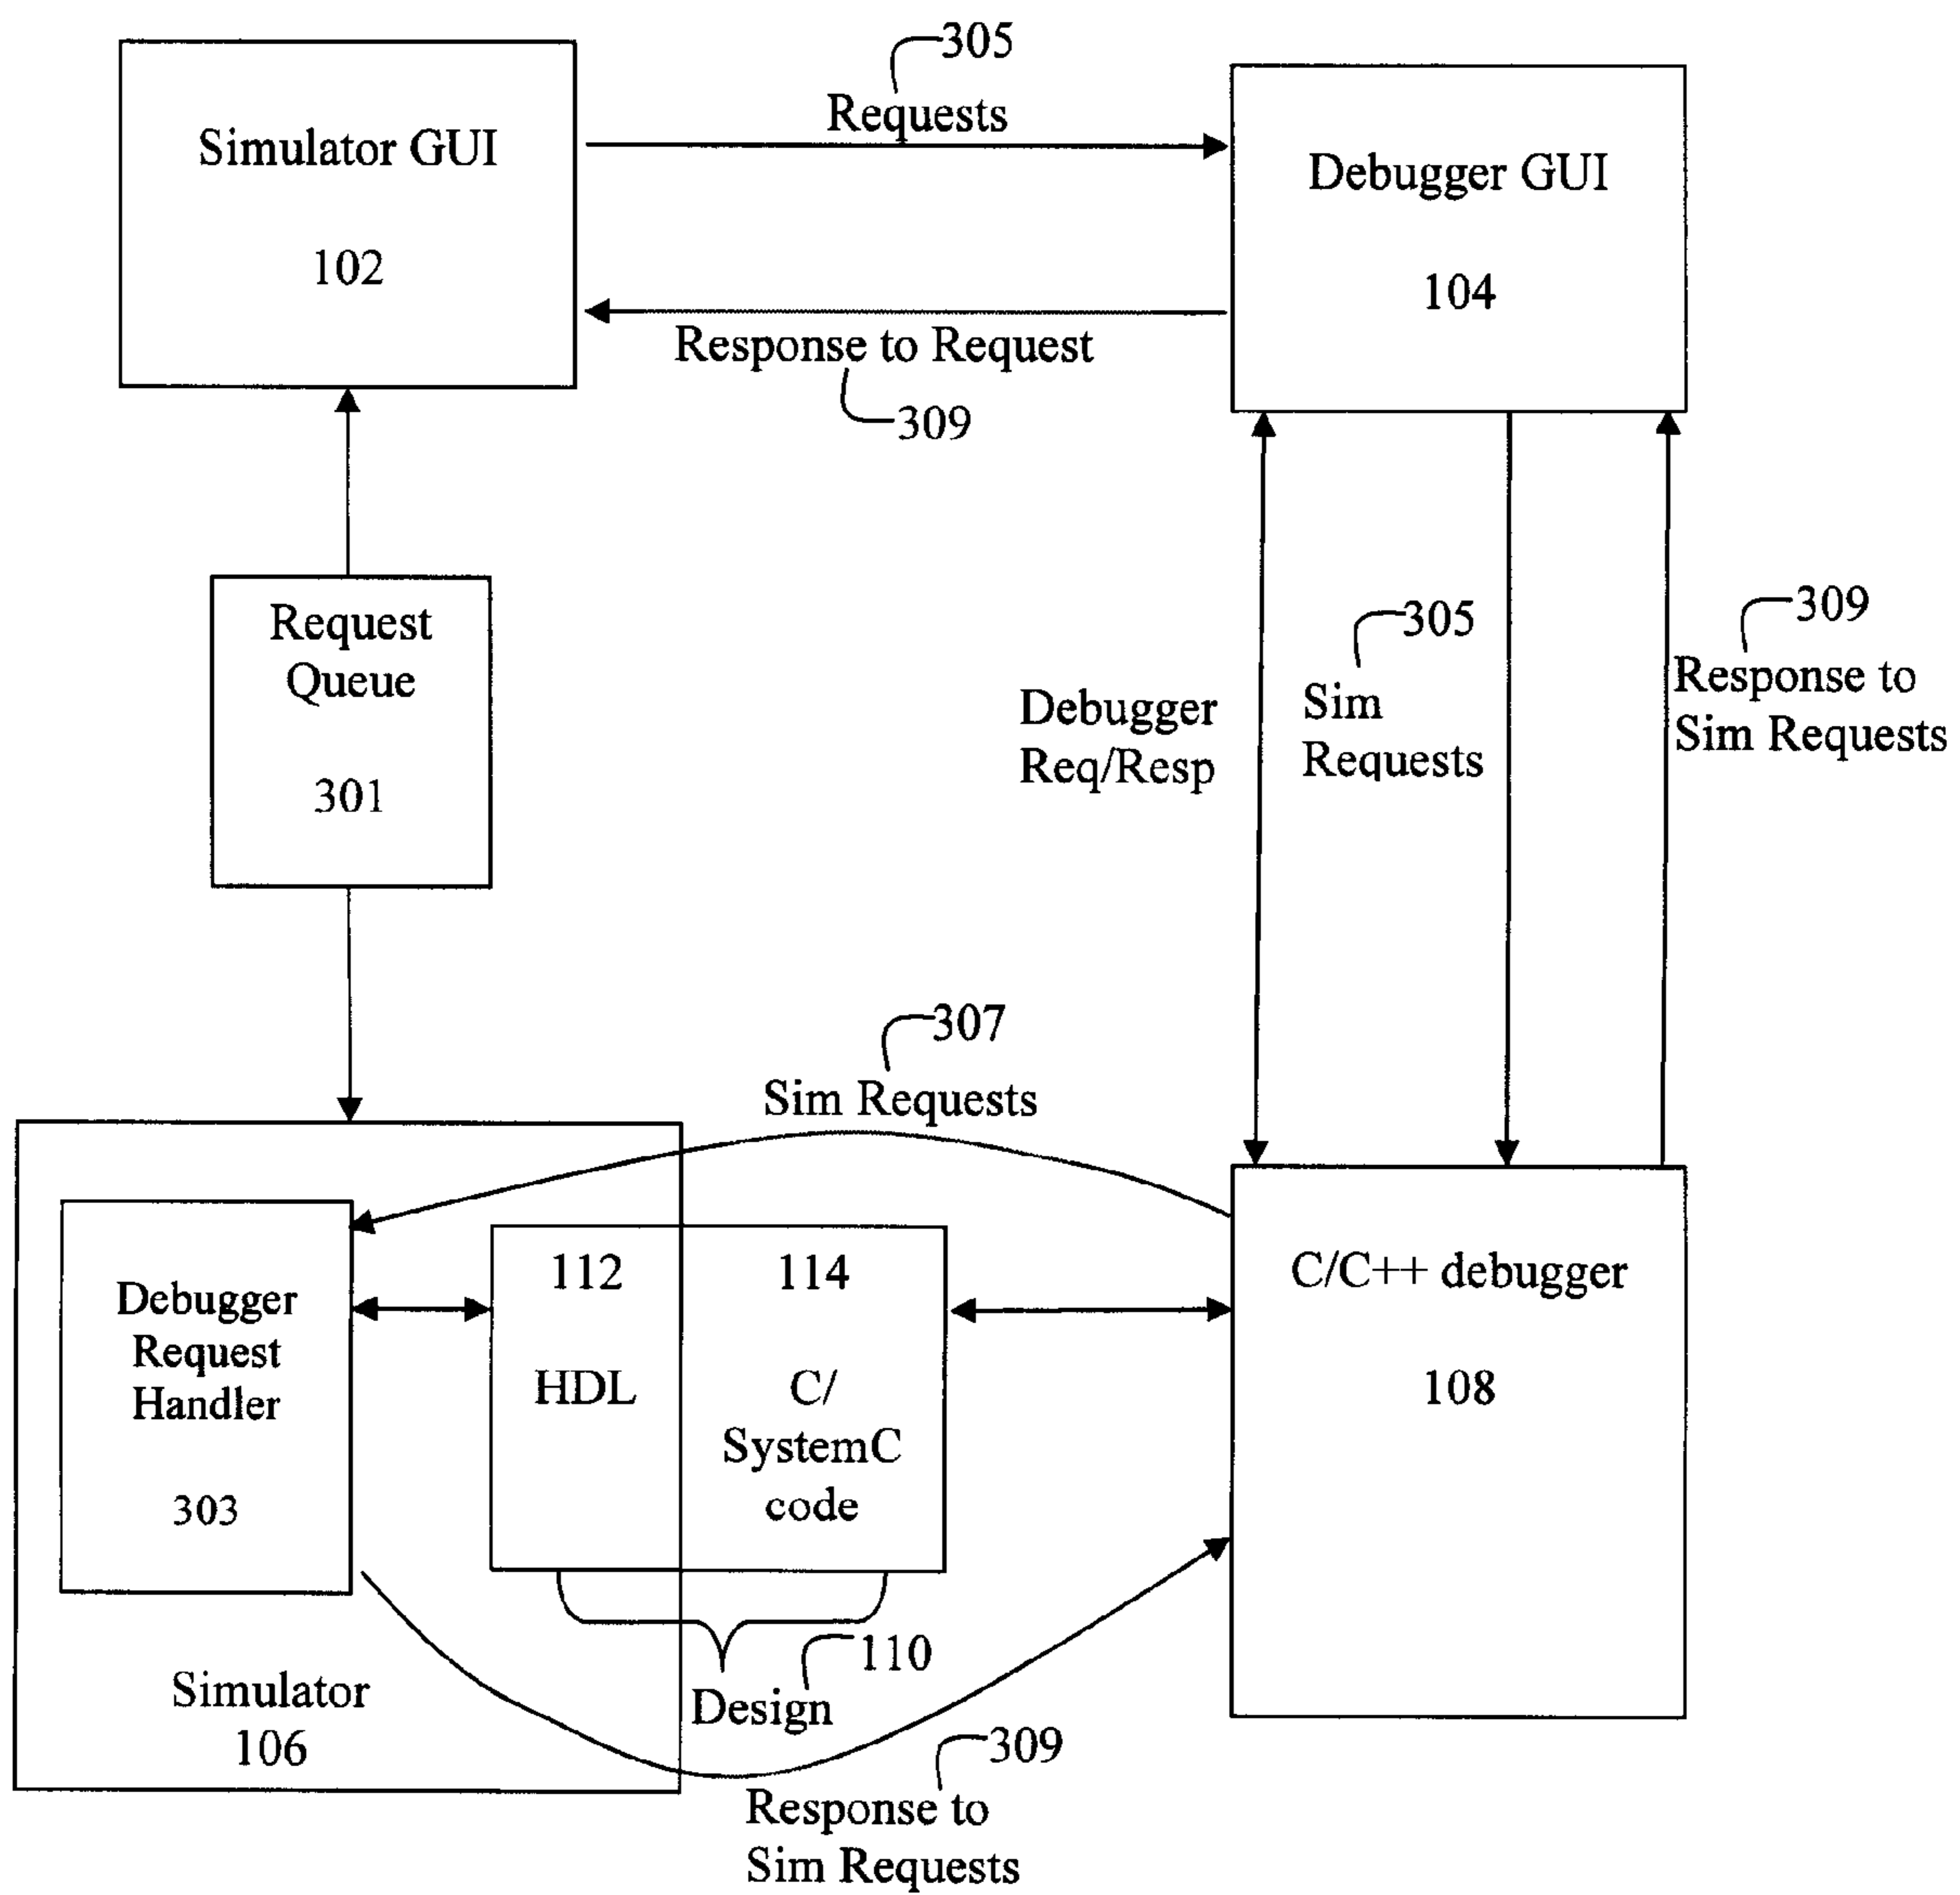 305
Requests
Simulator GUI
102
Debugger GUI
104
Response to Request
309
Request
Queue
301
Debugger
Req/Resp
305
Sim
Requests
309
Response to
Sim Requests
307
Sim Requests
Debugger
Request
Handler
303
112
HDL
114
C/
SystemC
code
C/C++ debugger
108
110
Design
Simulator
106
309
Response to
Sim Requests